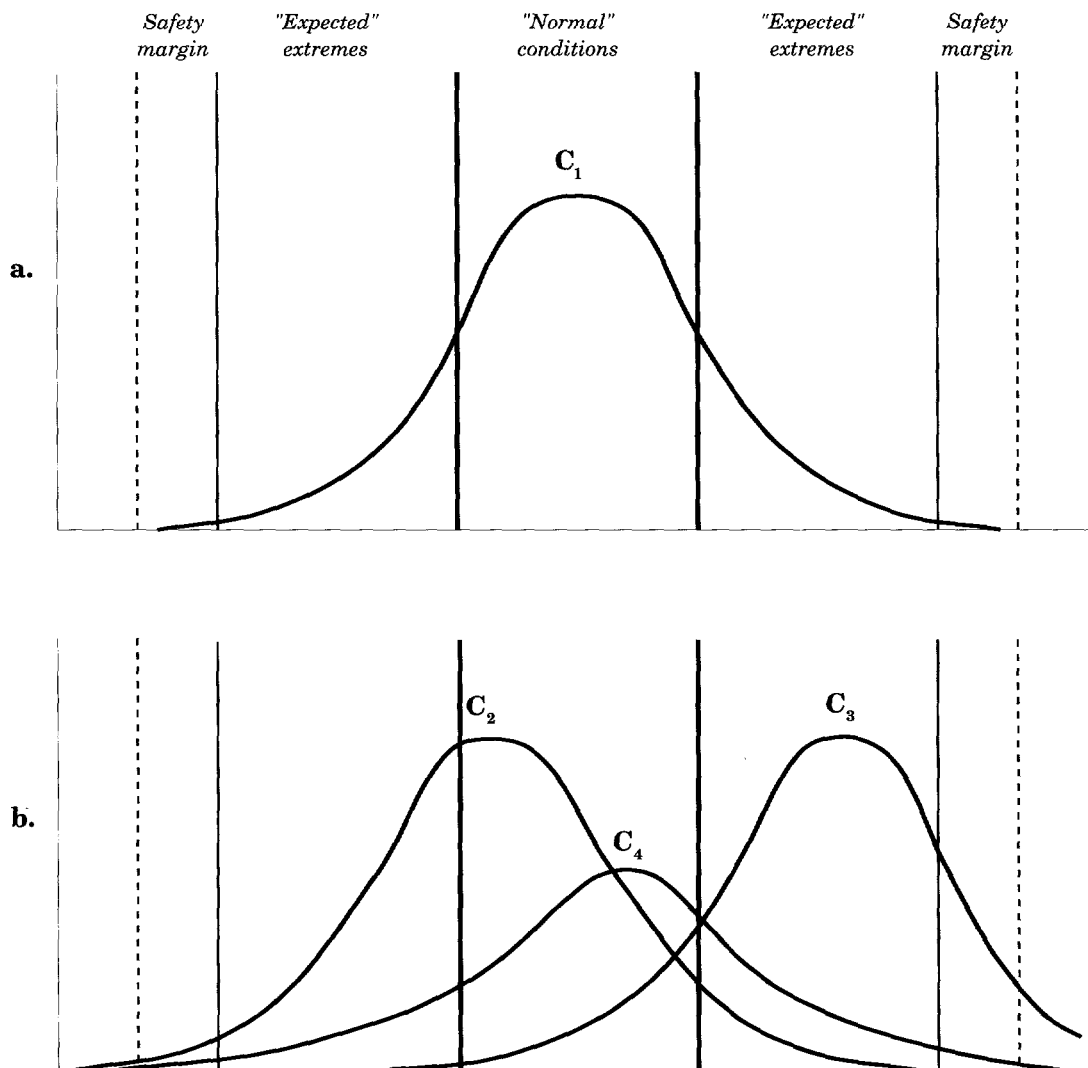 Safety "Expected" "Normal" "Expected" Safety
margin extremes conditions extremes margin
C1
a.
C2 C3
b.
C4